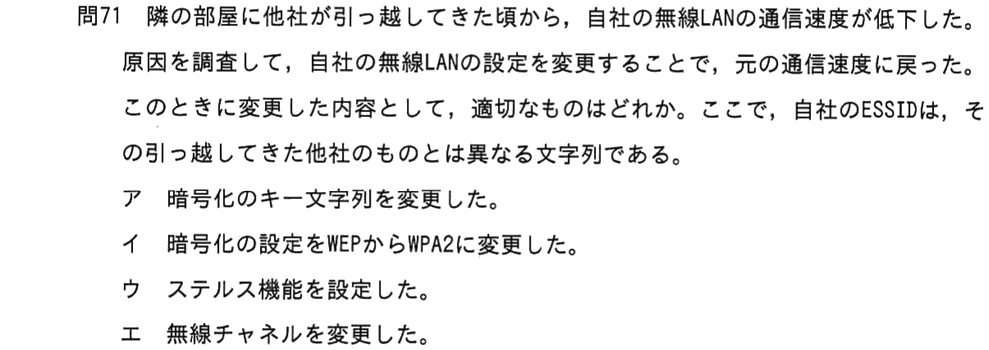 問71 隣の部屋に他社が引っ越してきた頃から，自社の無線LANの通信速度が低下した。
原因を調査して，自社の無線LANの設定を変更することで，元の通信速度に戻った。
このときに変更した内容として，適切なものはどれか。ここで，自社のESSIDは，そ
の引っ越してきた他社のものとは異なる文字列である。
ア 暗号化のキー文字列を変更した。
イ 暗号化の設定をWEPからWPA2に変更した。
ウ ステルス機能を設定した。
エ 無線チャネルを変更した。